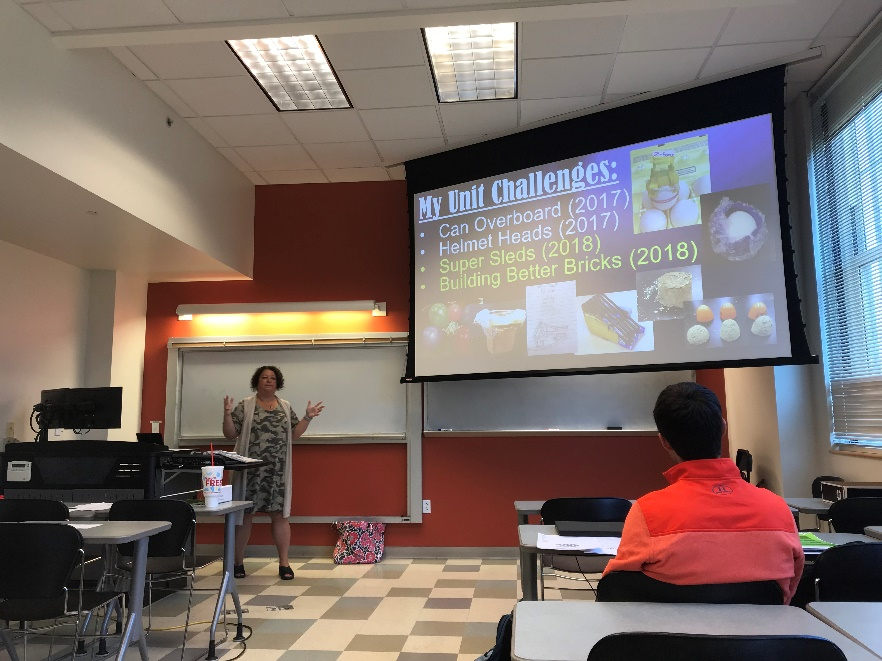 My Unit Challenges:
• Can Overboard (2017)
• Helmet Heads (2017)
• Super Sleds (2018)
• Building Better Bricks (2018)
FREE